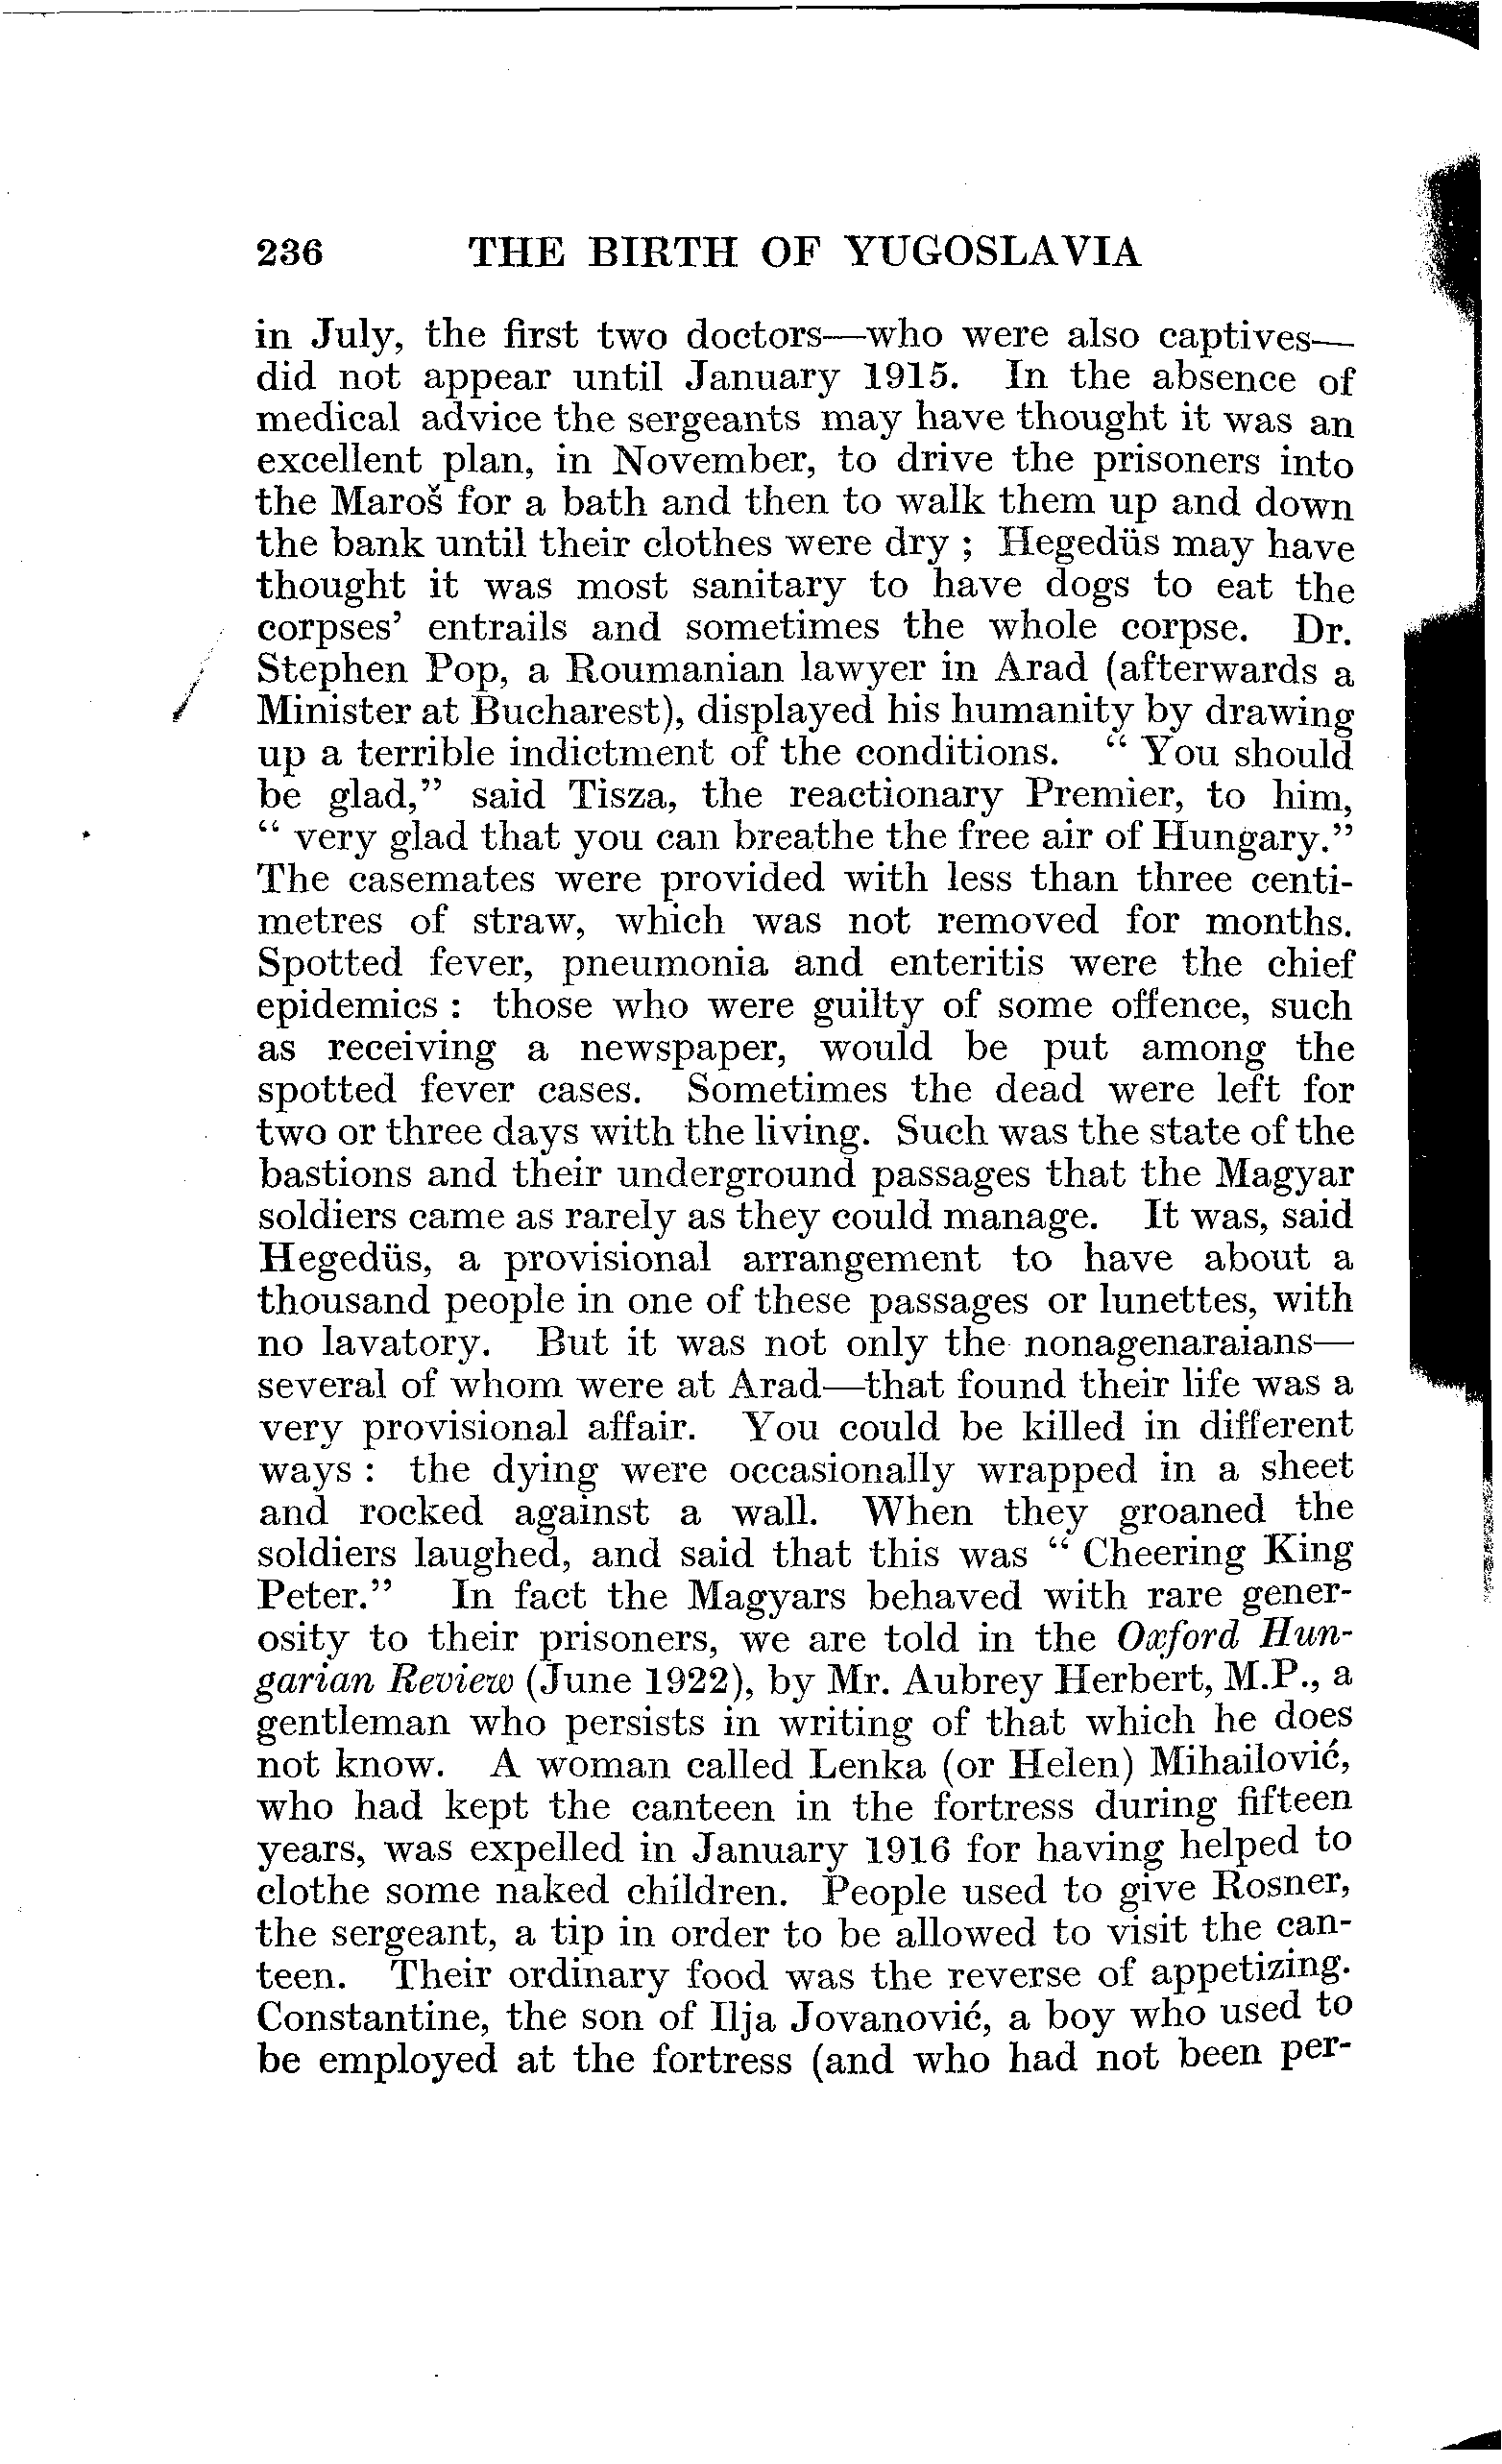 236 THE BIRTH OF YUGOSLAVIA
in July, the first two doctors—who were also captives—
did not appear until January 1915. In the absence of
medical advice the sergeants may have thought it was an
excellent plan, in November, to drive the prisoners into
the Maroš for a bath and then to walk them up and down
the bank until their clothes were dry ; Hegedüs may have
thought it was most sanitary to have dogs to eat the
corpses’ entrails and sometimes the whole corpse. Dr.
Stephen Pop, a Roumanian lawyer in Arad (afterwards a
Minister at Bucharest), displayed his humanity by drawing
up a terrible indictment of the conditions. “ You should
be glad,” said Tisza, the reactionary Premier, to him,
“ very glad that you can breathe the free air of Hungary.”
The casemates were provided with less than three centi-
metres of straw, which was not removed for months.
Spotted fever, pneumonia and enteritis were the chief
epidemics : those who were guilty of some offence, such
as receiving a newspaper, would be put among the
spotted fever cases. Sometimes the dead were left for
two or three days with the living. Such was the state of the
bastions and their underground passages that the Magyar
soldiers came as rarely as they could manage. It was, said
Hegedüs, a provisional arrangement to have about a
thousand people in one of these passages or lunettes, with
no lavatory. But it was not only the nonagenaraians—
several of whom were at Arad—that found their life was a
very provisional affair. You could be killed in different
ways : the dying were occasionally wrapped in a sheet
and rocked against a wall. When they groaned the
soldiers laughed, and said that this was “ Cheering King
Peter.” In fact the Magyars behaved with rare gener-
osity to their prisoners, we are told in the Oxford Hun-
garian Review (June 1922), by Mr. Aubrey Herbert, M.P., a
gentleman who persists in writing of that which he does
not know. A woman called Lenka (or Helen) Mihailović,
who had kept the canteen in the fortress during fifteen
years, was expelled in January 1916 for having helped to
clothe some naked children. People used to give Rosner,
the sergeant, a tip in order to be allowed to visit the can-
teen. Their ordinary food was the reverse of appetizing.
Constantine, the son of Ilja Jovanović, a boy who used to
be employed at the fortress (and who had not been per-